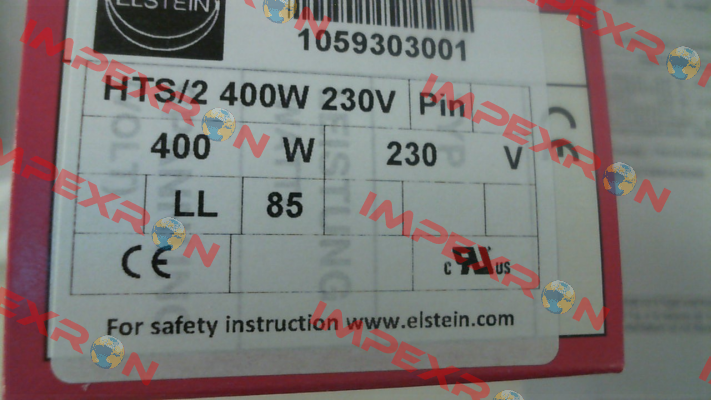 ELSTEIN
1059303001
HTS/2 400W 230V Pin
400 W 230 V
LL 85
CE c RU us
For safety instruction www.elstein.com
IMPEXRON